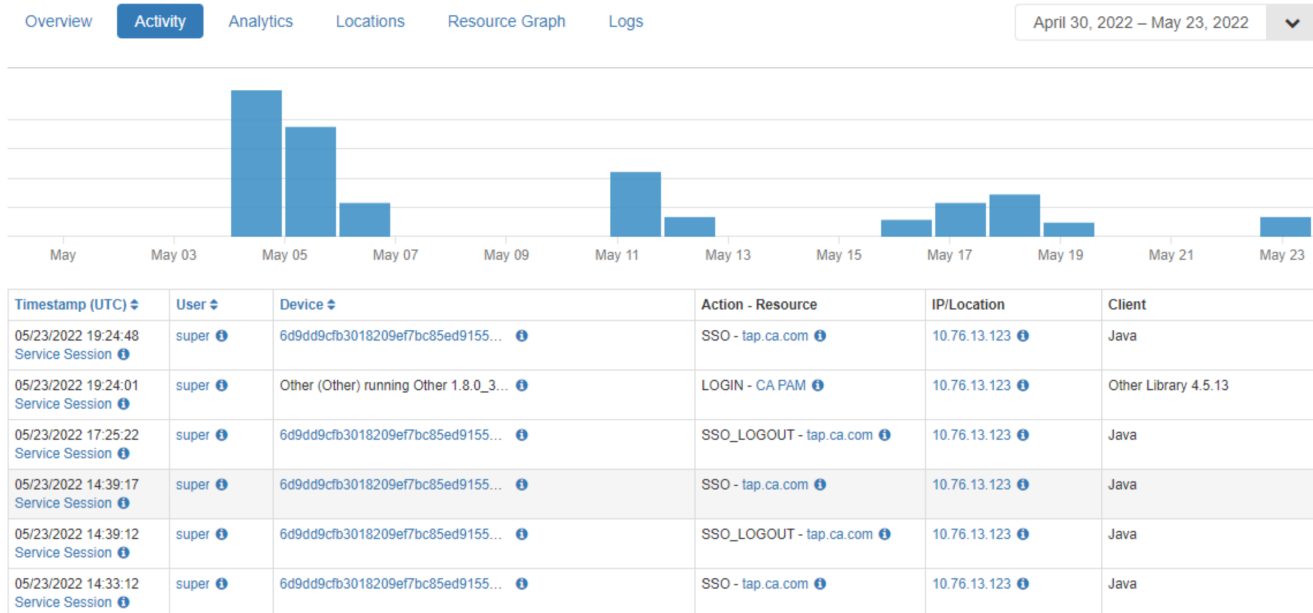 Overview Activity Analytics Locations Resource Graph Logs April 30, 2022 – May 23, 2022
May May 03 May 05 May 07 May 09 May 11 May 13 May 15 May 17 May 19 May 21 May 23
Timestamp (UTC) User Device Action - Resource IP/Location Client
05/23/2022 19:24:48 super 6d9dd9cfb3018209ef7bc85ed9155... SSO - tap.ca.com 10.76.13.123 Java
Service Session
05/23/2022 19:24:01 super Other (Other) running Other 1.8.0_3... LOGIN - CA PAM 10.76.13.123 Other Library 4.5.13
Service Session
05/23/2022 17:25:22 super 6d9dd9cfb3018209ef7bc85ed9155... SSO_LOGOUT - tap.ca.com 10.76.13.123 Java
Service Session
05/23/2022 14:39:17 super 6d9dd9cfb3018209ef7bc85ed9155... SSO - tap.ca.com 10.76.13.123 Java
Service Session
05/23/2022 14:39:12 super 6d9dd9cfb3018209ef7bc85ed9155... SSO_LOGOUT - tap.ca.com 10.76.13.123 Java
Service Session
05/23/2022 14:33:12 super 6d9dd9cfb3018209ef7bc85ed9155... SSO - tap.ca.com 10.76.13.123 Java
Service Session